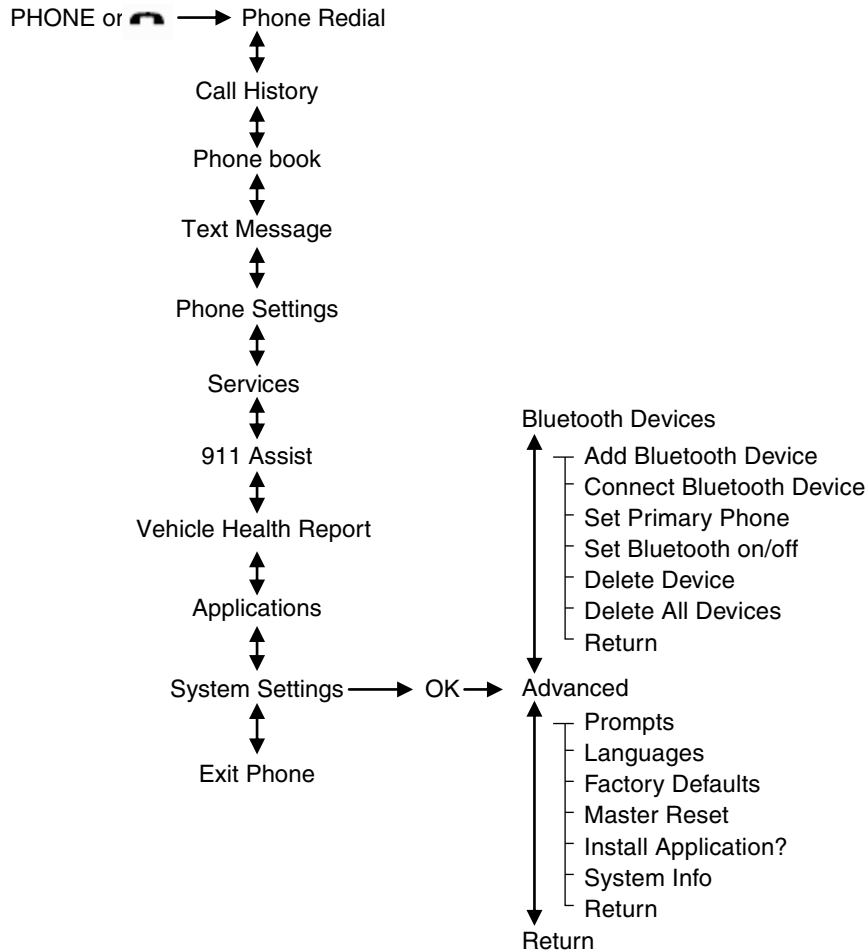 PHONE or
Phone Redial
Call History
Phone book
Text Message
Phone Settings
Services
911 Assist
Vehicle Health Report
Applications
System Settings
OK
Exit Phone
Bluetooth Devices
Add Bluetooth Device
Connect Bluetooth Device
Set Primary Phone
Set Bluetooth on/off
Delete Device
Delete All Devices
Return
Advanced
Prompts
Languages
Factory Defaults
Master Reset
Install Application?
System Info
Return
Return